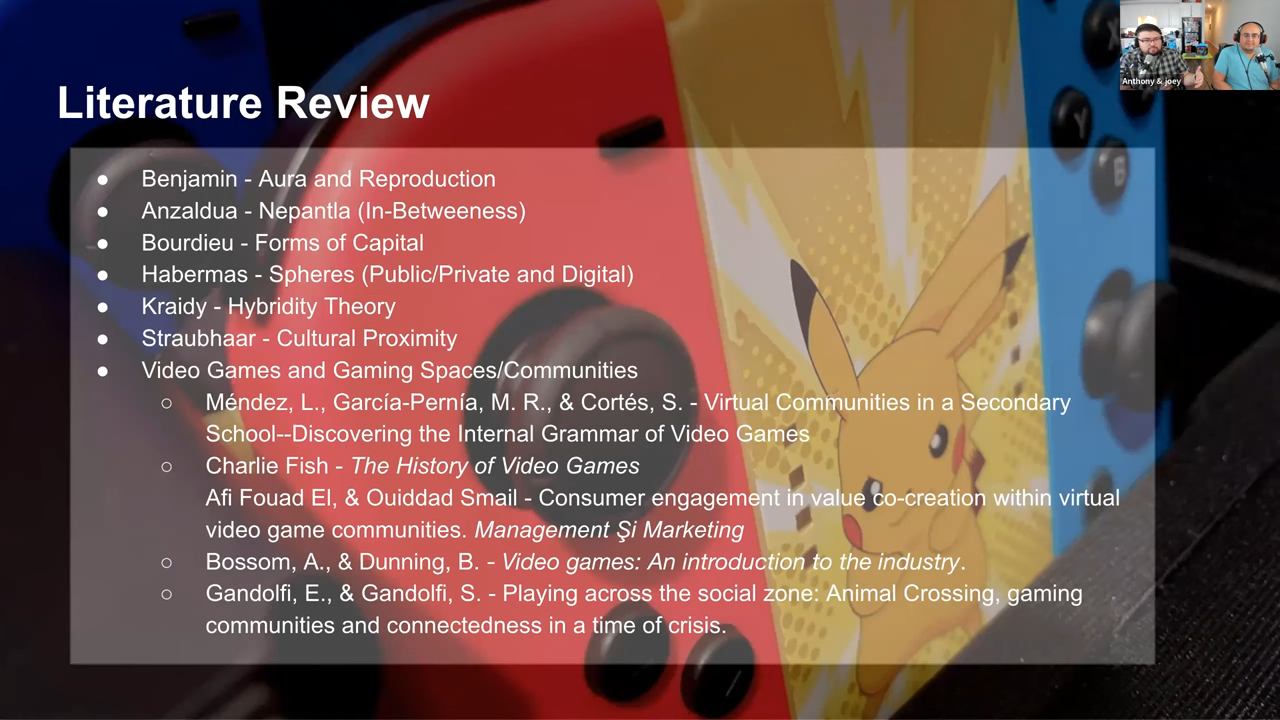 Literature Review
● Benjamin - Aura and Reproduction
● Anzaldua - Nepantla (In-Betweeness)
● Bourdieu - Forms of Capital
● Habermas - Spheres (Public/Private and Digital)
● Kraidy - Hybridity Theory
● Straubhaar - Cultural Proximity
● Video Games and Gaming Spaces/Communities
○ Méndez, L., García-Pernía, M. R., & Cortés, S. - Virtual Communities in a Secondary
School--Discovering the Internal Grammar of Video Games
○ Charlie Fish - The History of Video Games
Afi Fouad El, & Ouiddad Smail - Consumer engagement in value co-creation within virtual
video game communities. Management Şi Marketing
○ Bossom, A., & Dunning, B. - Video games: An introduction to the industry.
○ Gandolfi, E., & Gandolfi, S. - Playing across the social zone: Animal Crossing, gaming
communities and connectedness in a time of crisis.
Anthony & joey
X
Y
B